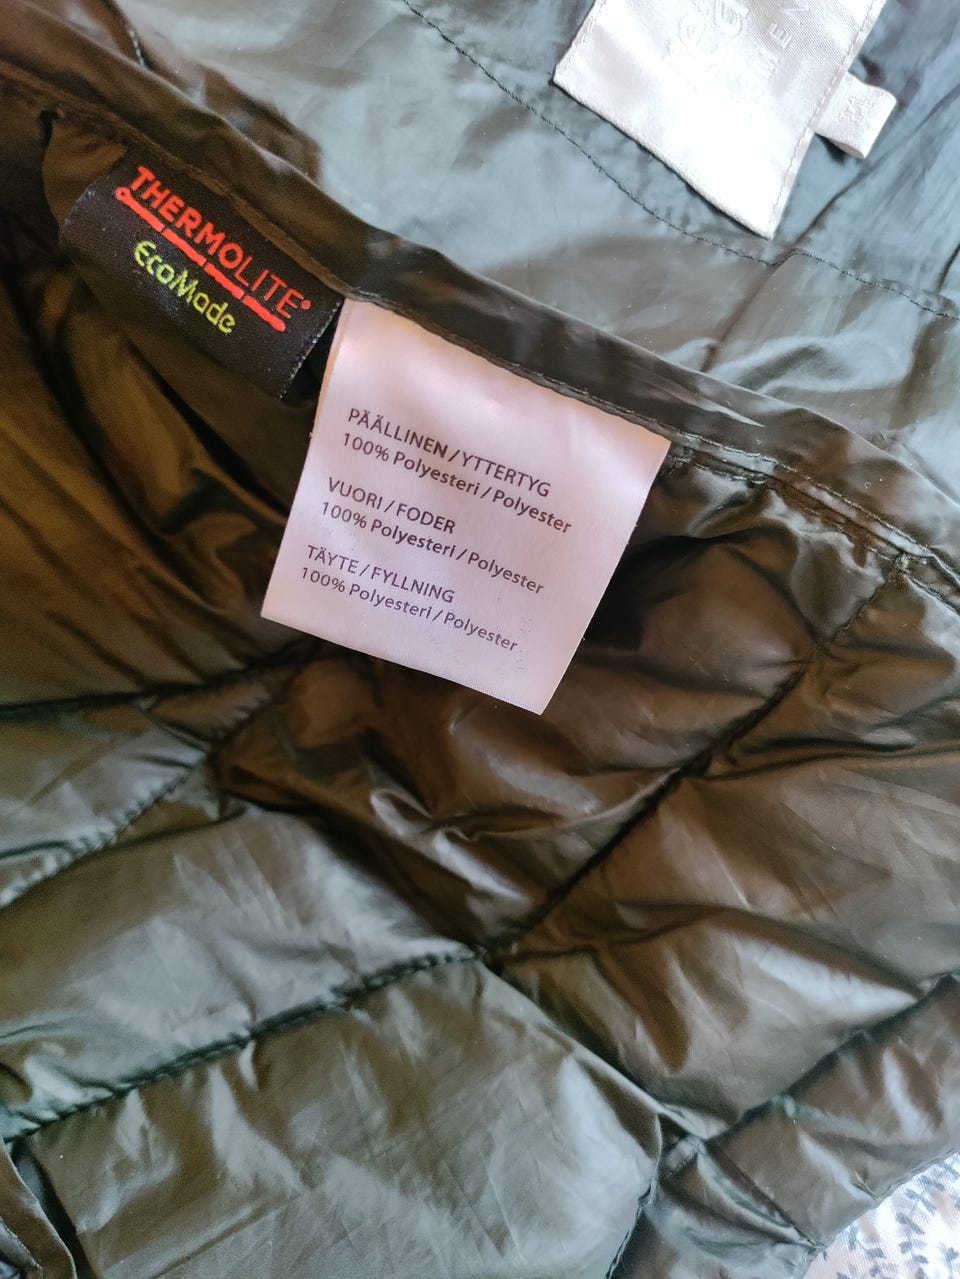 THERMOLITE®
EcoMade
PÄÄLLINEN / YTTERTYG
100% Polyesteri / Polyester
VUORI / FODER
100% Polyesteri / Polyester
TÄYTE / FYLLNING
100% Polyesteri / Polyester